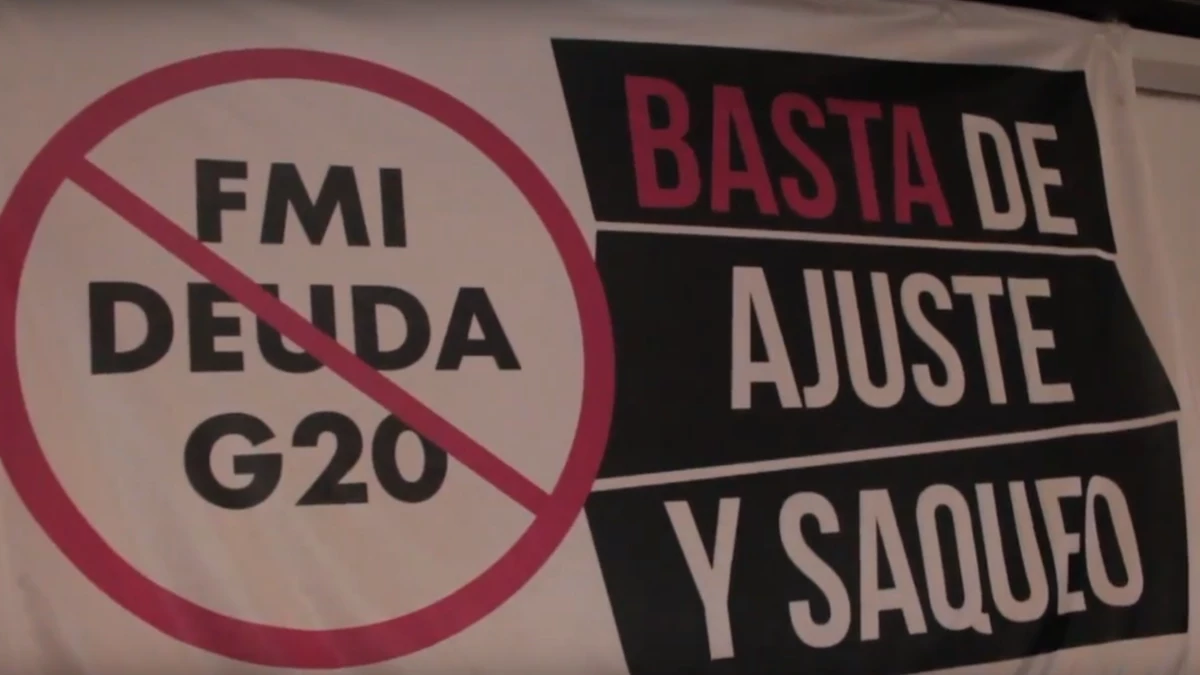 FMI
DEUDA
G20
BASTA DE
AJUSTE
Y SAQUEO